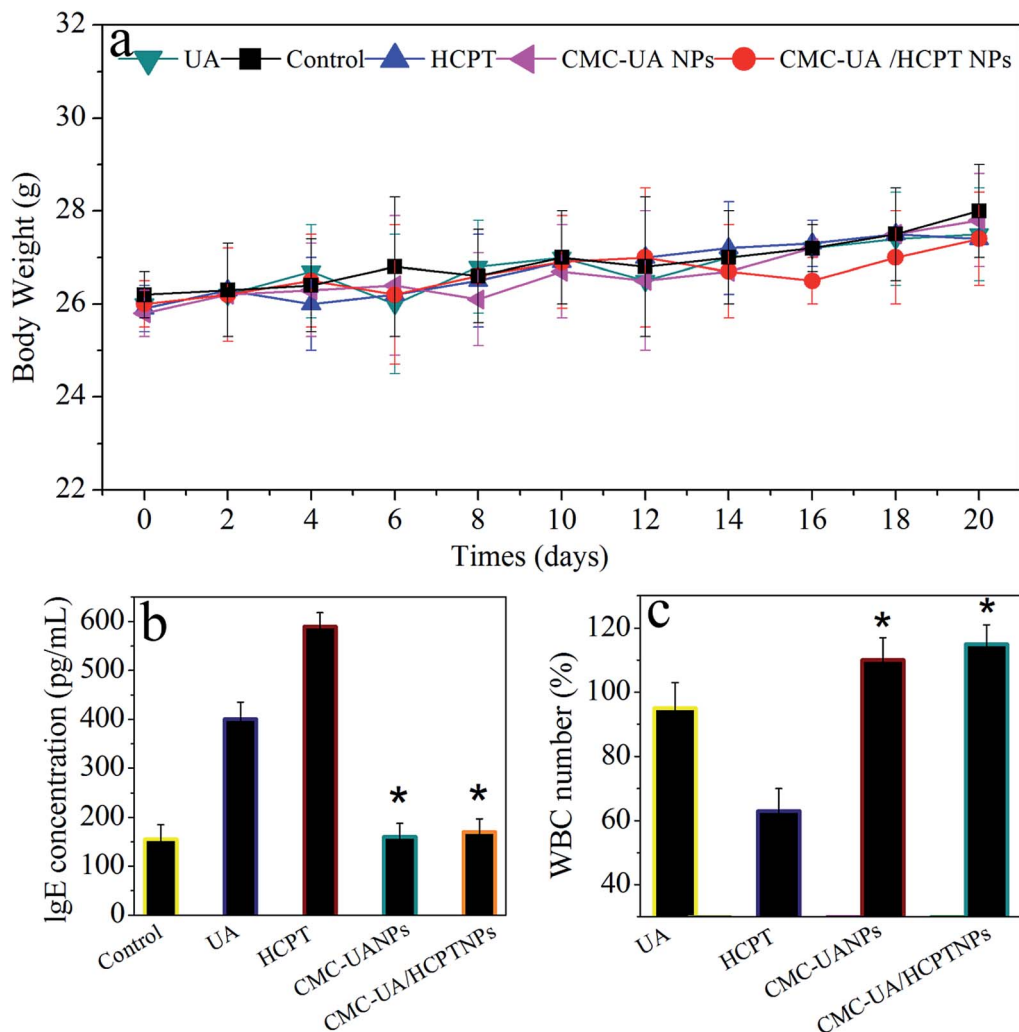 a
UA Control HCPT CMC-UA NPs CMC-UA /HCPT NPs
Body Weight (g)
32
30
28
26
24
22
0 2 4 6 8 10 12 14 16 18 20
Times (days)
b
lgE concentration (pg/mL)
600
500
400
300
200
100
0
Control UA HCPT CMC-UANPs CMC-UA/HCPTNPs
* *
c
WBC number (%)
120
100
80
60
40
UA HCPT CMC-UANPs CMC-UA/HCPTNPs
* *